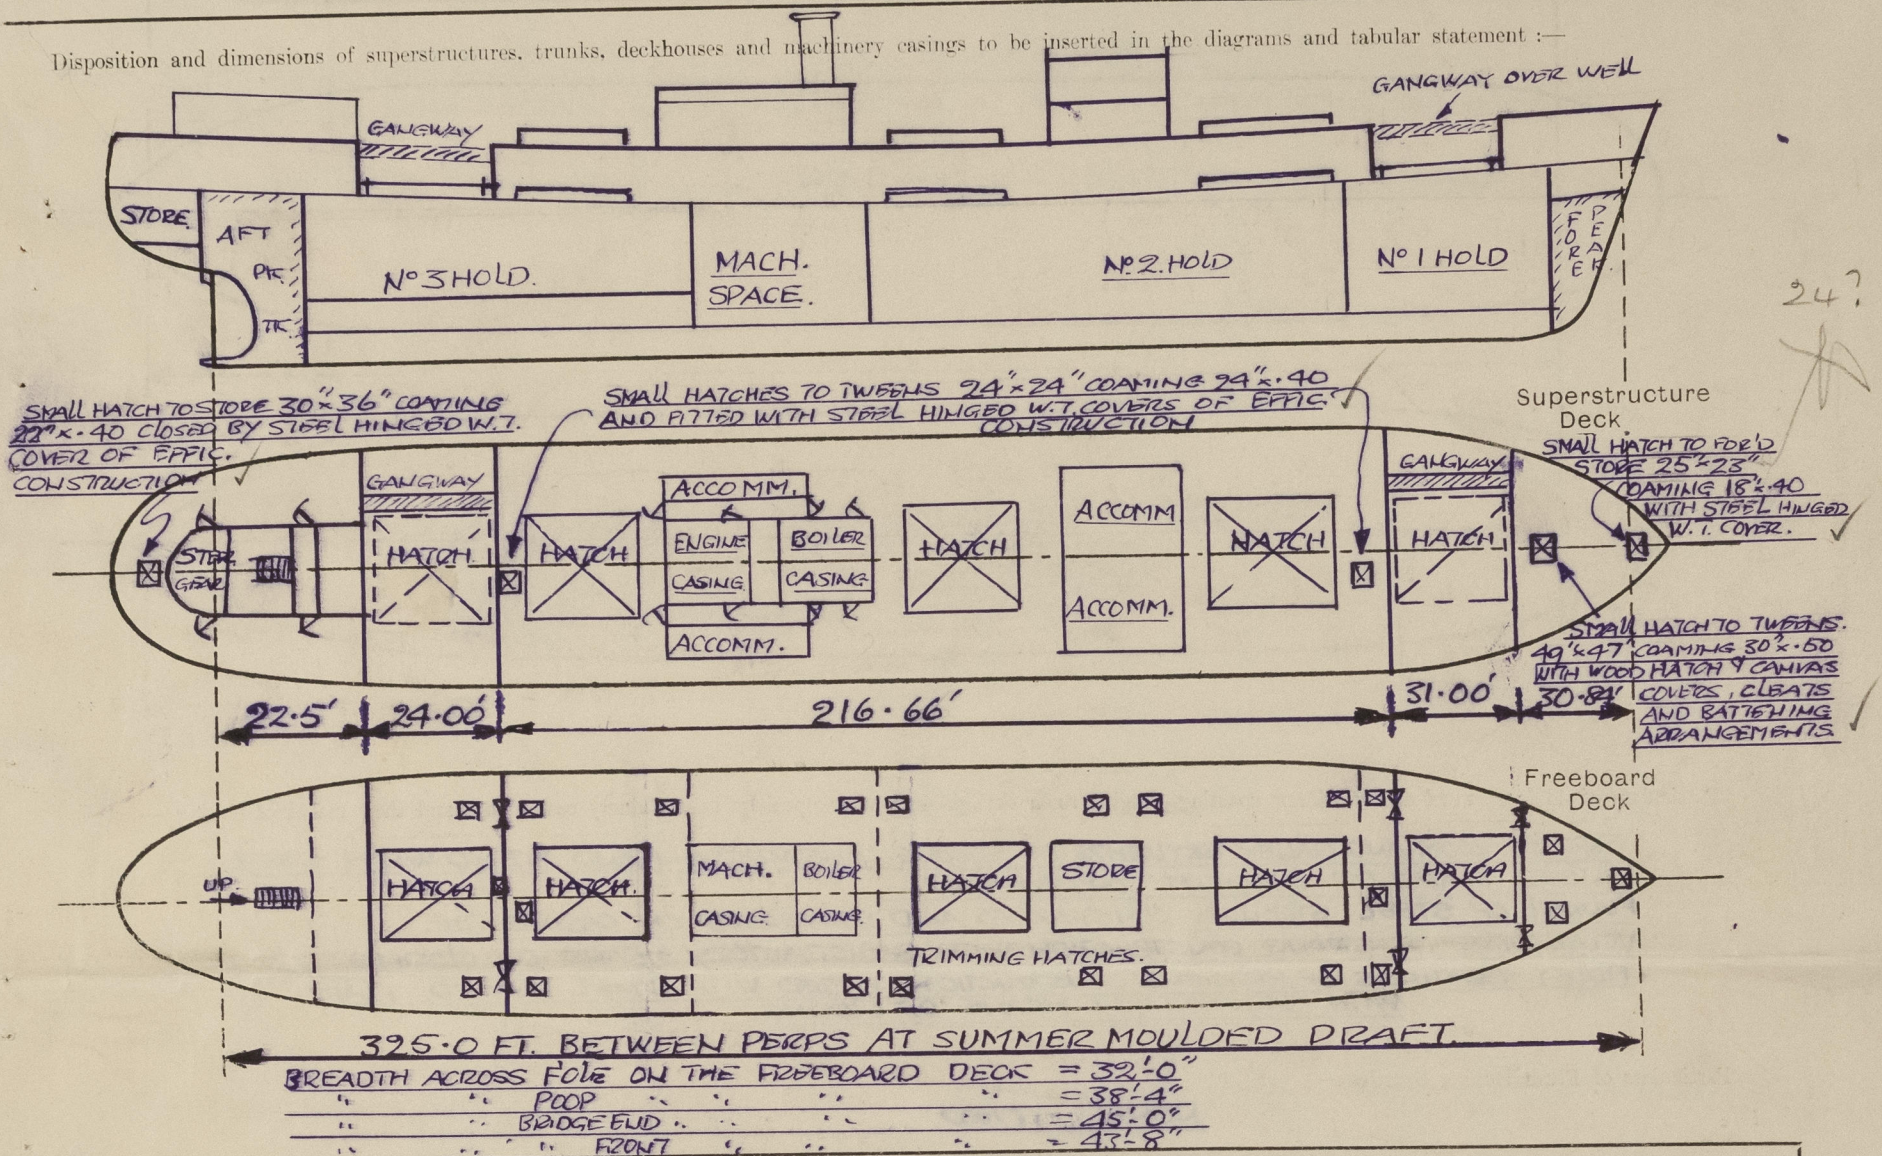 Disposition and dimensions of superstructures, trunks, deckhouses and machinery casings to be inserted in the diagrams and tabular statement :—
GANGWAY OVER WELL
GANGWAY
STORE
AFT
PK.
TK
Nº 3 HOLD.
MACH.
SPACE.
Nº 2. HOLD
Nº 1 HOLD
FORE
PEAK
24?
SMALL HATCH TO STORE 30"x36" COAMING
22"x.40 CLOSED BY STEEL HINGED W.T.
COVER OF EFFIC.
CONSTRUCTION
SMALL HATCHES TO TWEENS 24"x24" COAMING 24"x.40
AND FITTED WITH STEEL HINGED W.T. COVERS OF EFFIC.
CONSTRUCTION
Superstructure
Deck
SMALL HATCH TO FOR'D
STORE 25"x23"
COAMING 18"x.40
WITH STEEL HINGED
W.T. COVER.
GANGWAY
HATCH
STEER
GEAR
HATCH
ACCOMM.
ENGINE
CASING
BOILER
CASING
ACCOMM.
HATCH
ACCOMM
ACCOMM.
HATCH
GANGWAY
HATCH
SMALL HATCH TO TWEENS.
49"x47" COAMING 30"x.50
WITH WOOD HATCH & CANVAS
COVERS, CLEATS
AND BATTENING
ARRANGEMENTS.
22.5'
24.00'
216.66'
31.00'
30.84'
Freeboard
Deck
UP.
HATCH
HATCH.
MACH.
CASING
BOILER
CASING.
HATCH
STORE
HATCH
HATCH
TRIMMING HATCHES.
325.0 FT. BETWEEN PERPS AT SUMMER MOULDED DRAFT.
BREADTH ACROSS FOLE ON THE FREEBOARD DECK = 32'-0"
" " POOP " " " " = 38'-4"
" " BRIDGE END " " " = 45'-0"
" " " FRONT " " = 43'-8"